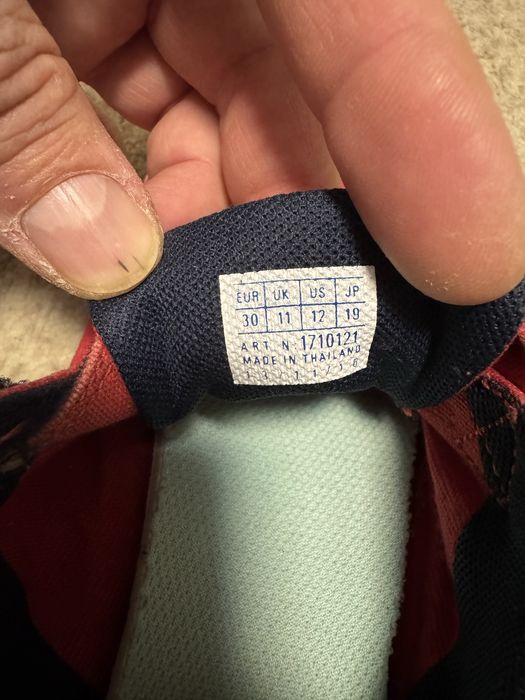 EUR UK US JP
30 11 12 19
ART N 1710121
MADE IN THAILAND